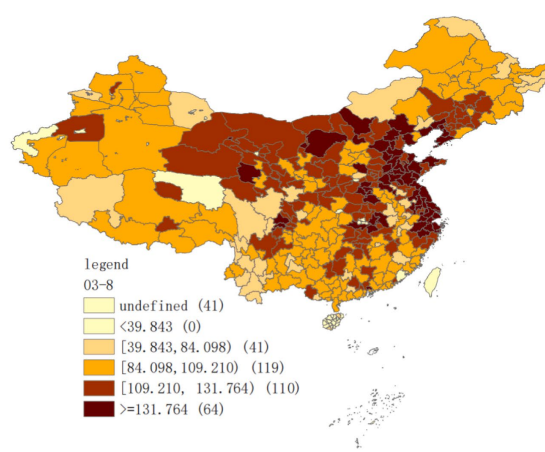 legend
03-8
undefined (41)
<39.843 (0)
[39.843,84.098) (41)
[84.098,109.210) (119)
[109.210, 131.764) (110)
>=131.764 (64)